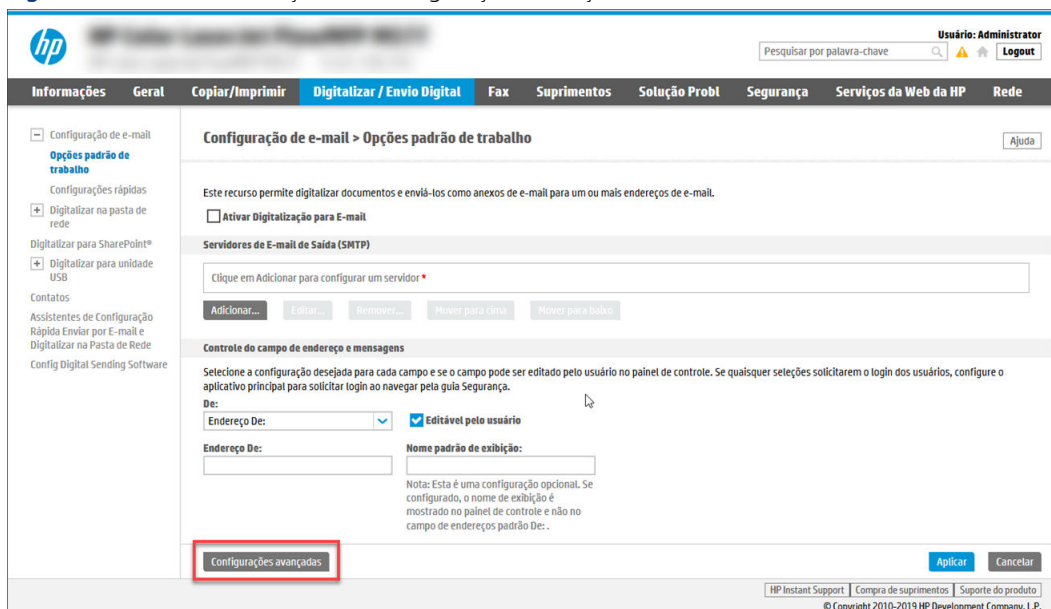 hp
Usuário: Administrator
Pesquisar por palavra-chave
Logout
Informações Geral Copiar/Imprimir Digitalizar / Envio Digital Fax Suprimentos Solução Probl Segurança Serviços da Web da HP Rede
Configuração de e-mail
Opções padrão de
trabalho
Configurações rápidas
Digitalizar na pasta de
rede
Digitalizar para SharePoint®
Digitalizar para unidade
USB
Contatos
Assistentes de Configuração
Rápida Enviar por E-mail e
Digitalizar na Pasta de Rede
Config Digital Sending Software
Configuração de e-mail > Opções padrão de trabalho
Ajuda
Este recurso permite digitalizar documentos e enviá-los como anexos de e-mail para um ou mais endereços de e-mail.
Ativar Digitalização para E-mail
Servidores de E-mail de Saída (SMTP)
Clique em Adicionar para configurar um servidor *
Adicionar... Editar... Remover... Mover para cima Mover para baixo
Controle do campo de endereço e mensagens
Selecione a configuração desejada para cada campo e se o campo pode ser editado pelo usuário no painel de controle. Se quaisquer seleções solicitarem o login dos usuários, configure o
aplicativo principal para solicitar login ao navegar pela guia Segurança.
De:
Endereço De: Editável pelo usuário
Endereço De: Nome padrão de exibição:
Nota: Esta é uma configuração opcional. Se
configurado, o nome de exibição é
mostrado no painel de controle e não no
campo de endereços padrão De: .
Configurações avançadas Aplicar Cancelar
HP Instant Support Compra de suprimentos Suporte do produto
© Copyright 2010-2019 HP Development Company, L.P.